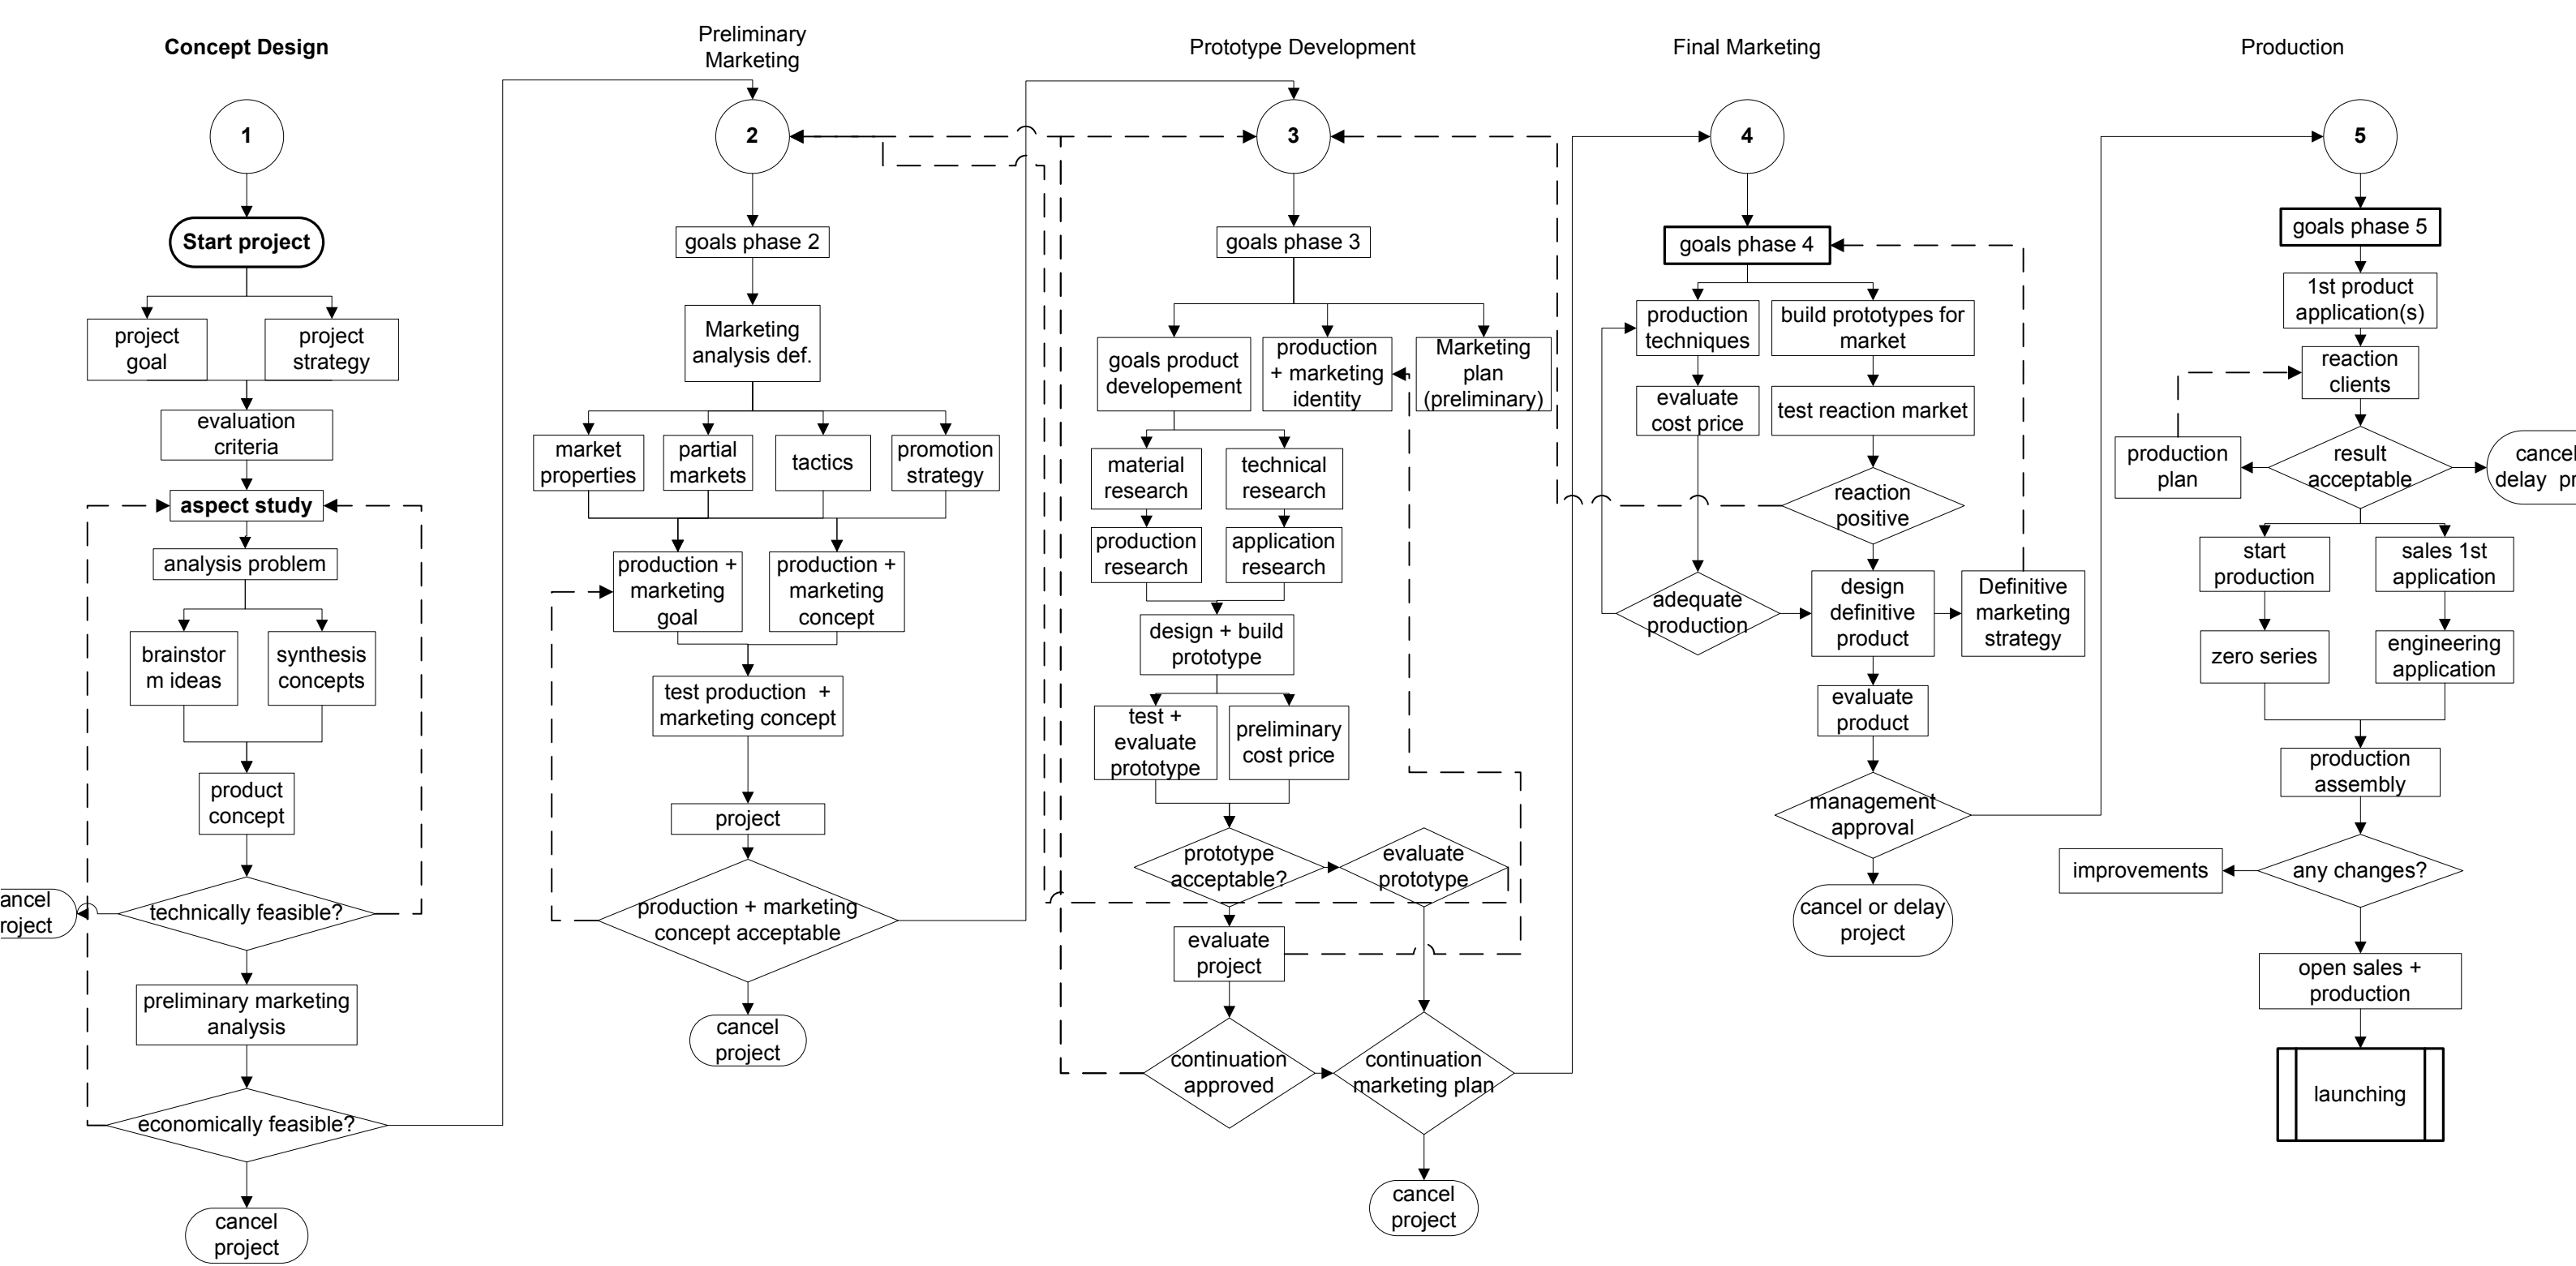 Concept Design
1
Start project
project
goal
project
strategy
evaluation
criteria
aspect study
analysis problem
brainstor
m ideas
synthesis
concepts
product
concept
technically feasible?
ancel
roject
preliminary marketing
analysis
economically feasible?
cancel
project
Preliminary
Marketing
2
goals phase 2
Marketing
analysis def.
market
properties
partial
markets
tactics
promotion
strategy
production +
marketing
goal
production +
marketing
concept
test production +
marketing concept
project
production + marketing
concept acceptable
cancel
project
Prototype Development
3
goals phase 3
goals product
developement
production
+ marketing
identity
Marketing
plan
(preliminary)
material
research
technical
research
production
research
application
research
design + build
prototype
test +
evaluate
prototype
preliminary
cost price
prototype
acceptable?
evaluate
prototype
evaluate
project
continuation
approved
continuation
marketing plan
cancel
project
Final Marketing
4
goals phase 4
production
techniques
build prototypes for
market
evaluate
cost price
test reaction market
reaction
positive
adequate
production
design
definitive
product
Definitive
marketing
strategy
evaluate
product
management
approval
cancel or delay
project
Production
5
goals phase 5
1st product
application(s)
reaction
clients
production
plan
result
acceptable
cancel
delay pr
start
production
sales 1st
application
zero series
engineering
application
production
assembly
improvements
any changes?
open sales +
production
launching